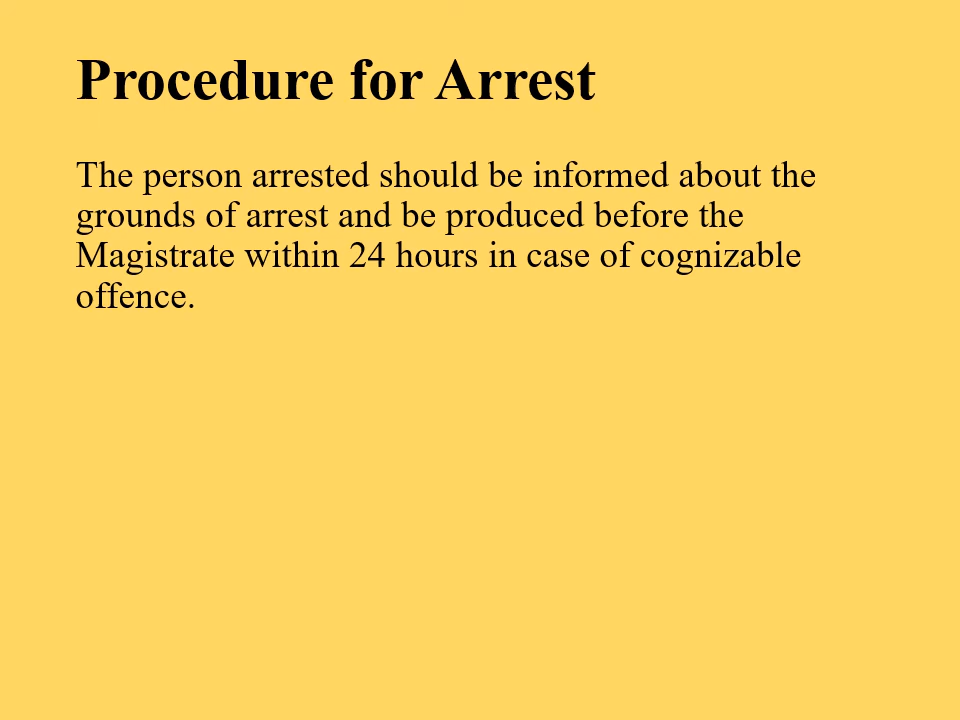 Procedure for Arrest
The person arrested should be informed about the
grounds of arrest and be produced before the
Magistrate within 24 hours in case of cognizable
offence.